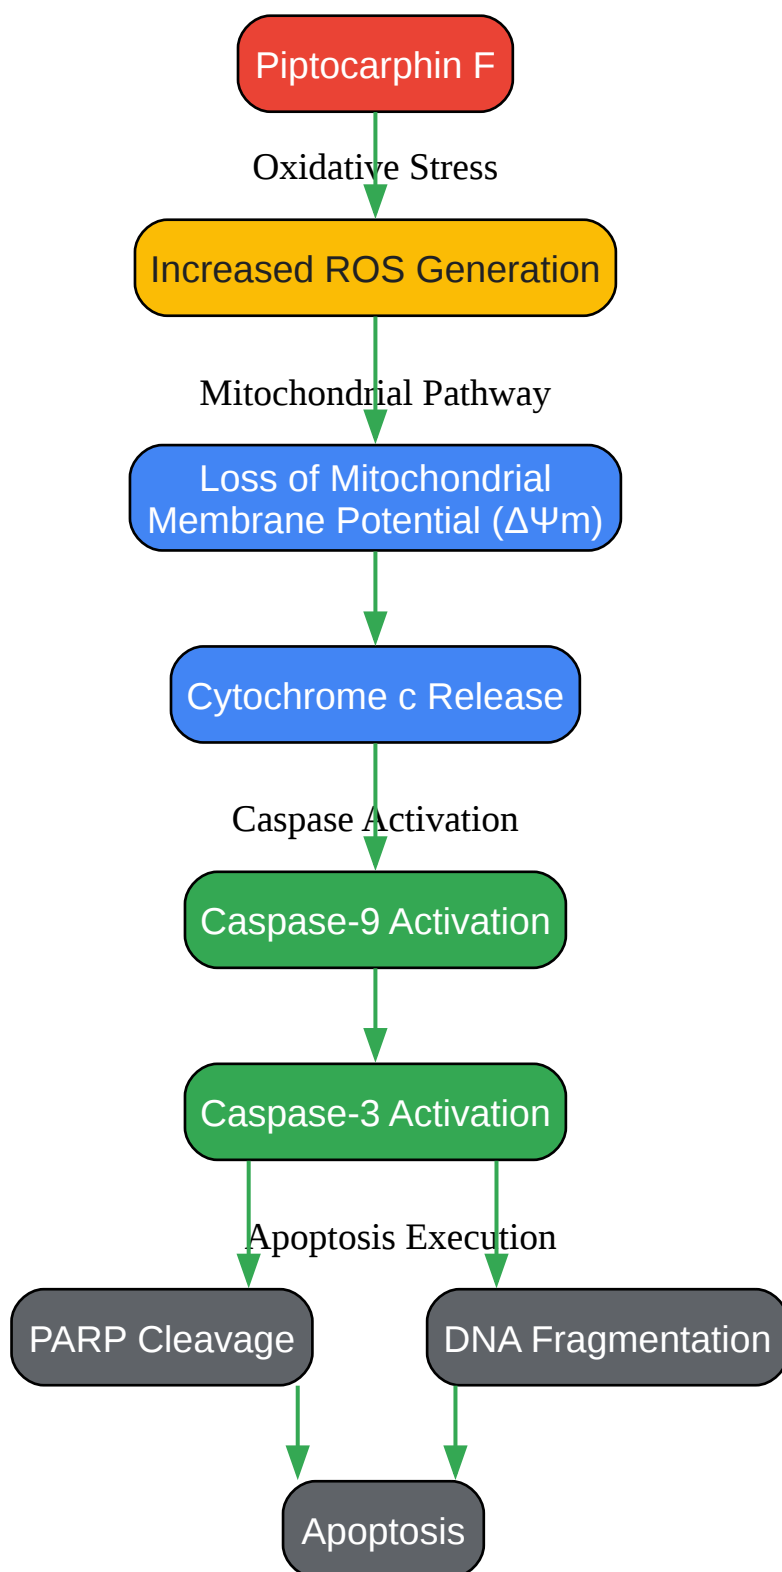 Piptocarphin F
Oxidative Stress
Increased ROS Generation
Mitochondrial Pathway
Loss of Mitochondrial
Membrane Potential (ΔΨm)
Cytochrome c Release
Caspase Activation
Caspase-9 Activation
Caspase-3 Activation
Apoptosis Execution
PARP Cleavage
DNA Fragmentation
Apoptosis